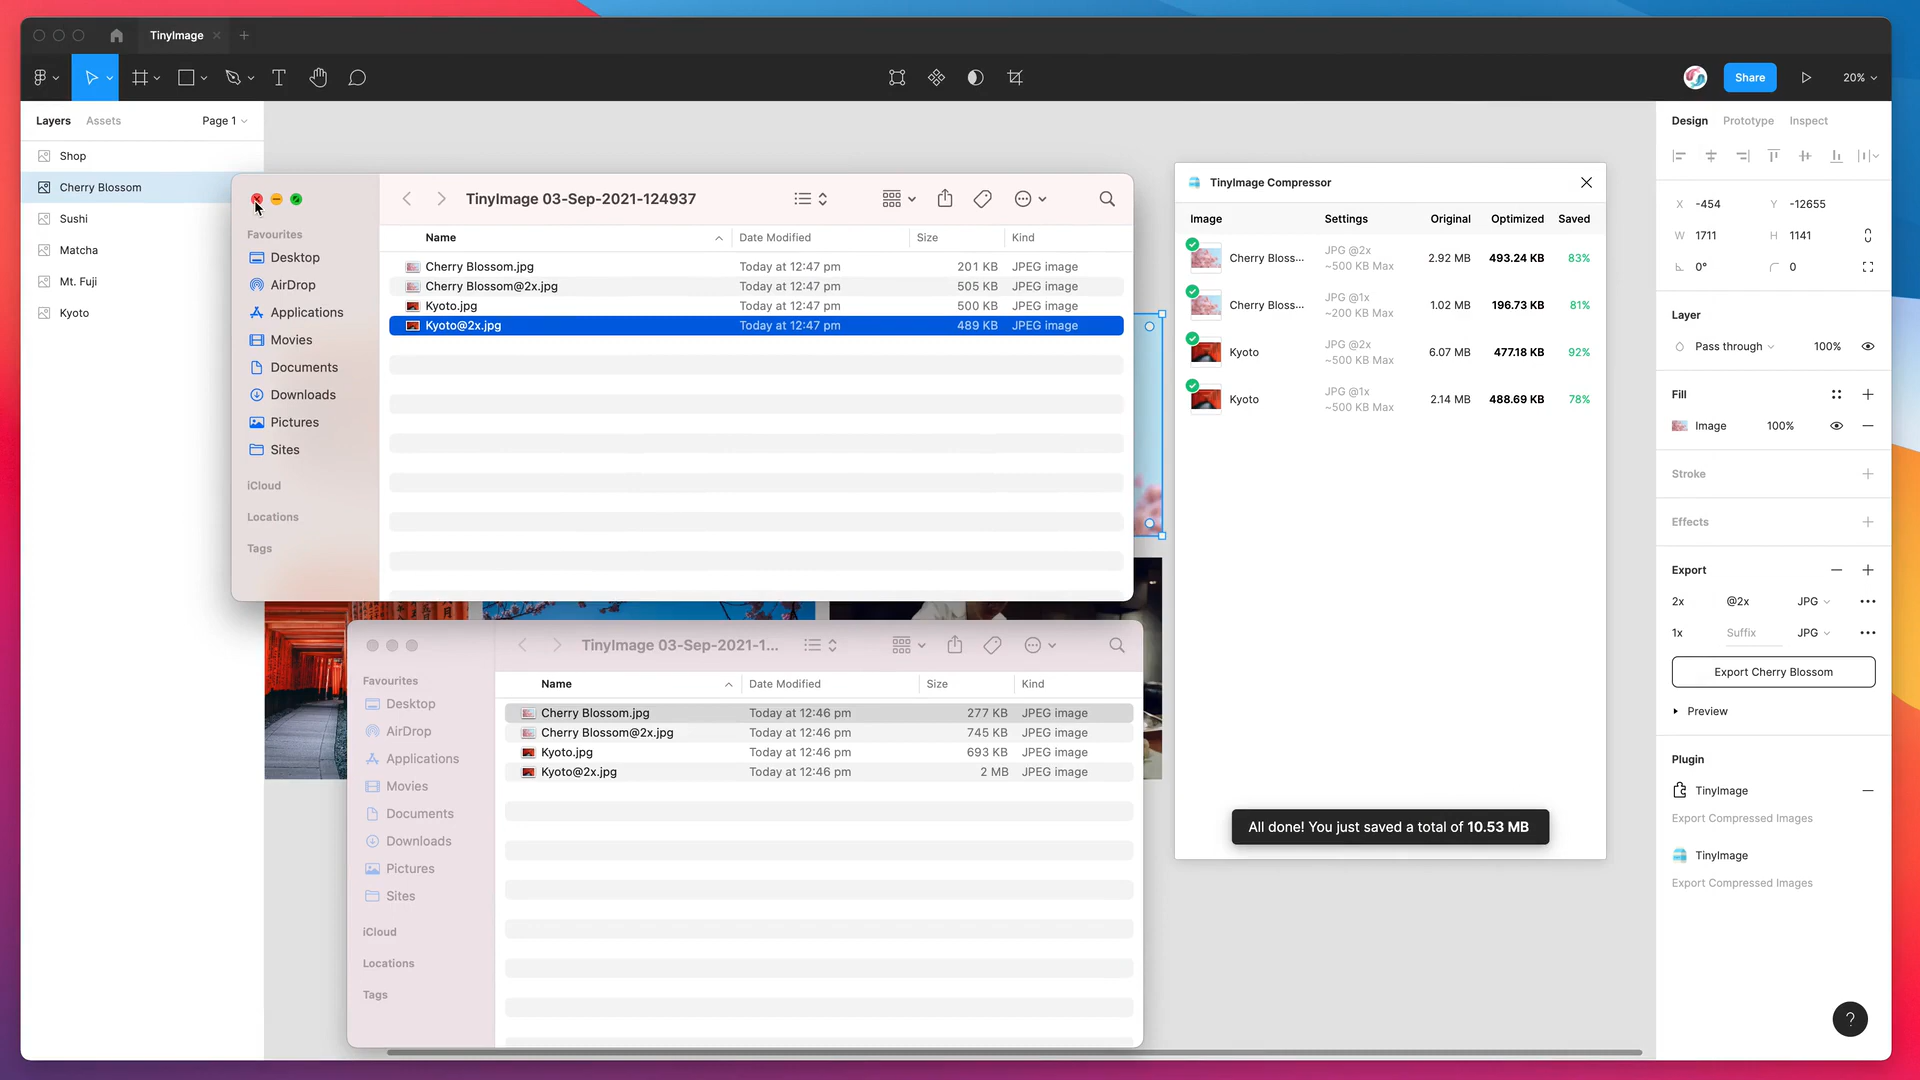 TinyImage
Share
20%
Layers
Assets
Page 1
Shop
Cherry Blossom
Sushi
Matcha
Mt. Fuji
Kyoto
TinyImage 03-Sep-2021-124937
Favourites
Desktop
AirDrop
Applications
Movies
Documents
Downloads
Pictures
Sites
iCloud
Locations
Tags
Name Date Modified Size Kind
Cherry Blossom.jpg Today at 12:47 pm 201 KB JPEG image
Cherry Blossom@2x.jpg Today at 12:47 pm 505 KB JPEG image
Kyoto.jpg Today at 12:47 pm 500 KB JPEG image
Kyoto@2x.jpg Today at 12:47 pm 489 KB JPEG image
TinyImage 03-Sep-2021-1...
Favourites
Desktop
AirDrop
Applications
Movies
Documents
Downloads
Pictures
Sites
iCloud
Locations
Tags
Name Date Modified Size Kind
Cherry Blossom.jpg Today at 12:46 pm 277 KB JPEG image
Cherry Blossom@2x.jpg Today at 12:46 pm 745 KB JPEG image
Kyoto.jpg Today at 12:46 pm 693 KB JPEG image
Kyoto@2x.jpg Today at 12:46 pm 2 MB JPEG image
TinyImage Compressor
Image Settings Original Optimized Saved
Cherry Bloss... JPG @2x 2.92 MB 493.24 KB 83%
~500 KB Max
Cherry Bloss... JPG @1x 1.02 MB 196.73 KB 81%
~200 KB Max
Kyoto JPG @2x 6.07 MB 477.18 KB 92%
~500 KB Max
Kyoto JPG @1x 2.14 MB 488.69 KB 78%
~500 KB Max
All done! You just saved a total of 10.53 MB
Design Prototype Inspect
X -454 Y -12655
W 1711 H 1141
0° 0
Layer
Pass through 100%
Fill
Image 100%
Stroke
Effects
Export
2x @2x JPG
1x Suffix JPG
Export Cherry Blossom
Preview
Plugin
TinyImage
Export Compressed Images
TinyImage
Export Compressed Images
?